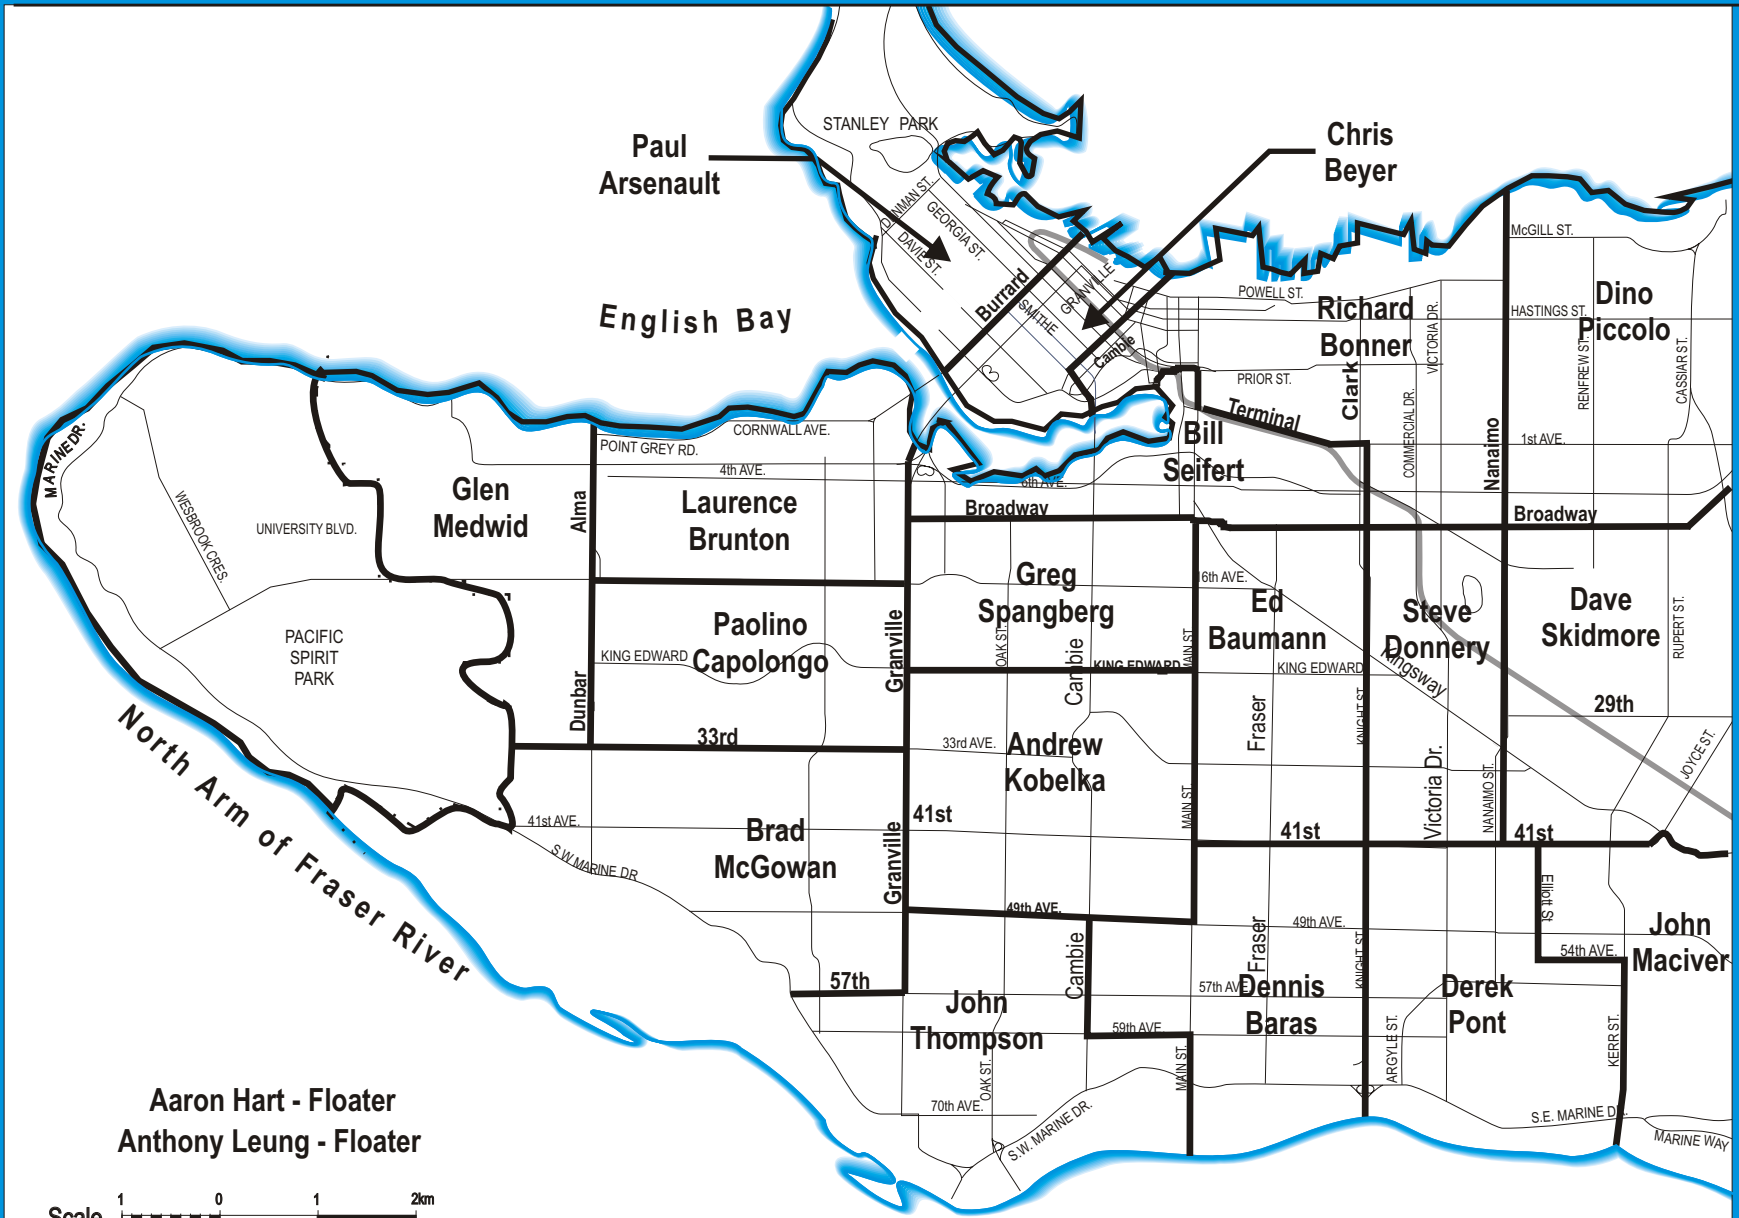 STANLEY PARK
Paul
Arsenault
Chris
Beyer
DENMAN ST.
GEORGIA ST.
DAVIE ST.
Burrard
SMITHE
GRANVILLE
Cambie
English Bay
McGILL ST.
POWELL ST.
HASTINGS ST.
Richard
Bonner
Dino
Piccolo
VICTORIA DR.
RENFREW ST.
CASSIAR ST.
Clark
PRIOR ST.
Terminal
COMMERCIAL DR.
Nanaimo
1st AVE.
MARINE DR.
CORNWALL AVE.
POINT GREY RD.
4th AVE.
6th AVE.
Bill
Seifert
WESBROOK CRES.
UNIVERSITY BLVD.
Glen
Medwid
Alma
Laurence
Brunton
Broadway
Broadway
16th AVE.
Greg
Spangberg
Ed
Baumann
Steve
Donnery
Dave
Skidmore
RUPERT ST.
PACIFIC
SPIRIT
PARK
Paolino
Capolongo
KING EDWARD
Granville
OAK ST.
Cambie
KING EDWARD
MAIN ST.
KING EDWARD
Kingsway
Dunbar
33rd
33rd AVE.
Andrew
Kobelka
Fraser
KNIGHT ST.
29th
JOYCE ST.
Victoria Dr.
NANAIMO ST.
North Arm of Fraser River
41st AVE.
S.W MARINE DR
Brad
McGowan
Granville
41st
MAIN ST.
41st
41st
Elliott St
49th AVE.
49th AVE.
54th AVE.
John
Maciver
Cambie
Fraser
KNIGHT ST.
57th
57th AVE.
John
Thompson
Dennis
Baras
Derek
Pont
59th AVE.
OAK ST.
MAIN ST.
ARGYLE ST.
KERR ST.
70th AVE.
S.W. MARINE DR.
S.E. MARINE DR.
MARINE WAY
Aaron Hart - Floater
Anthony Leung - Floater
Scale
1 0 1 2km